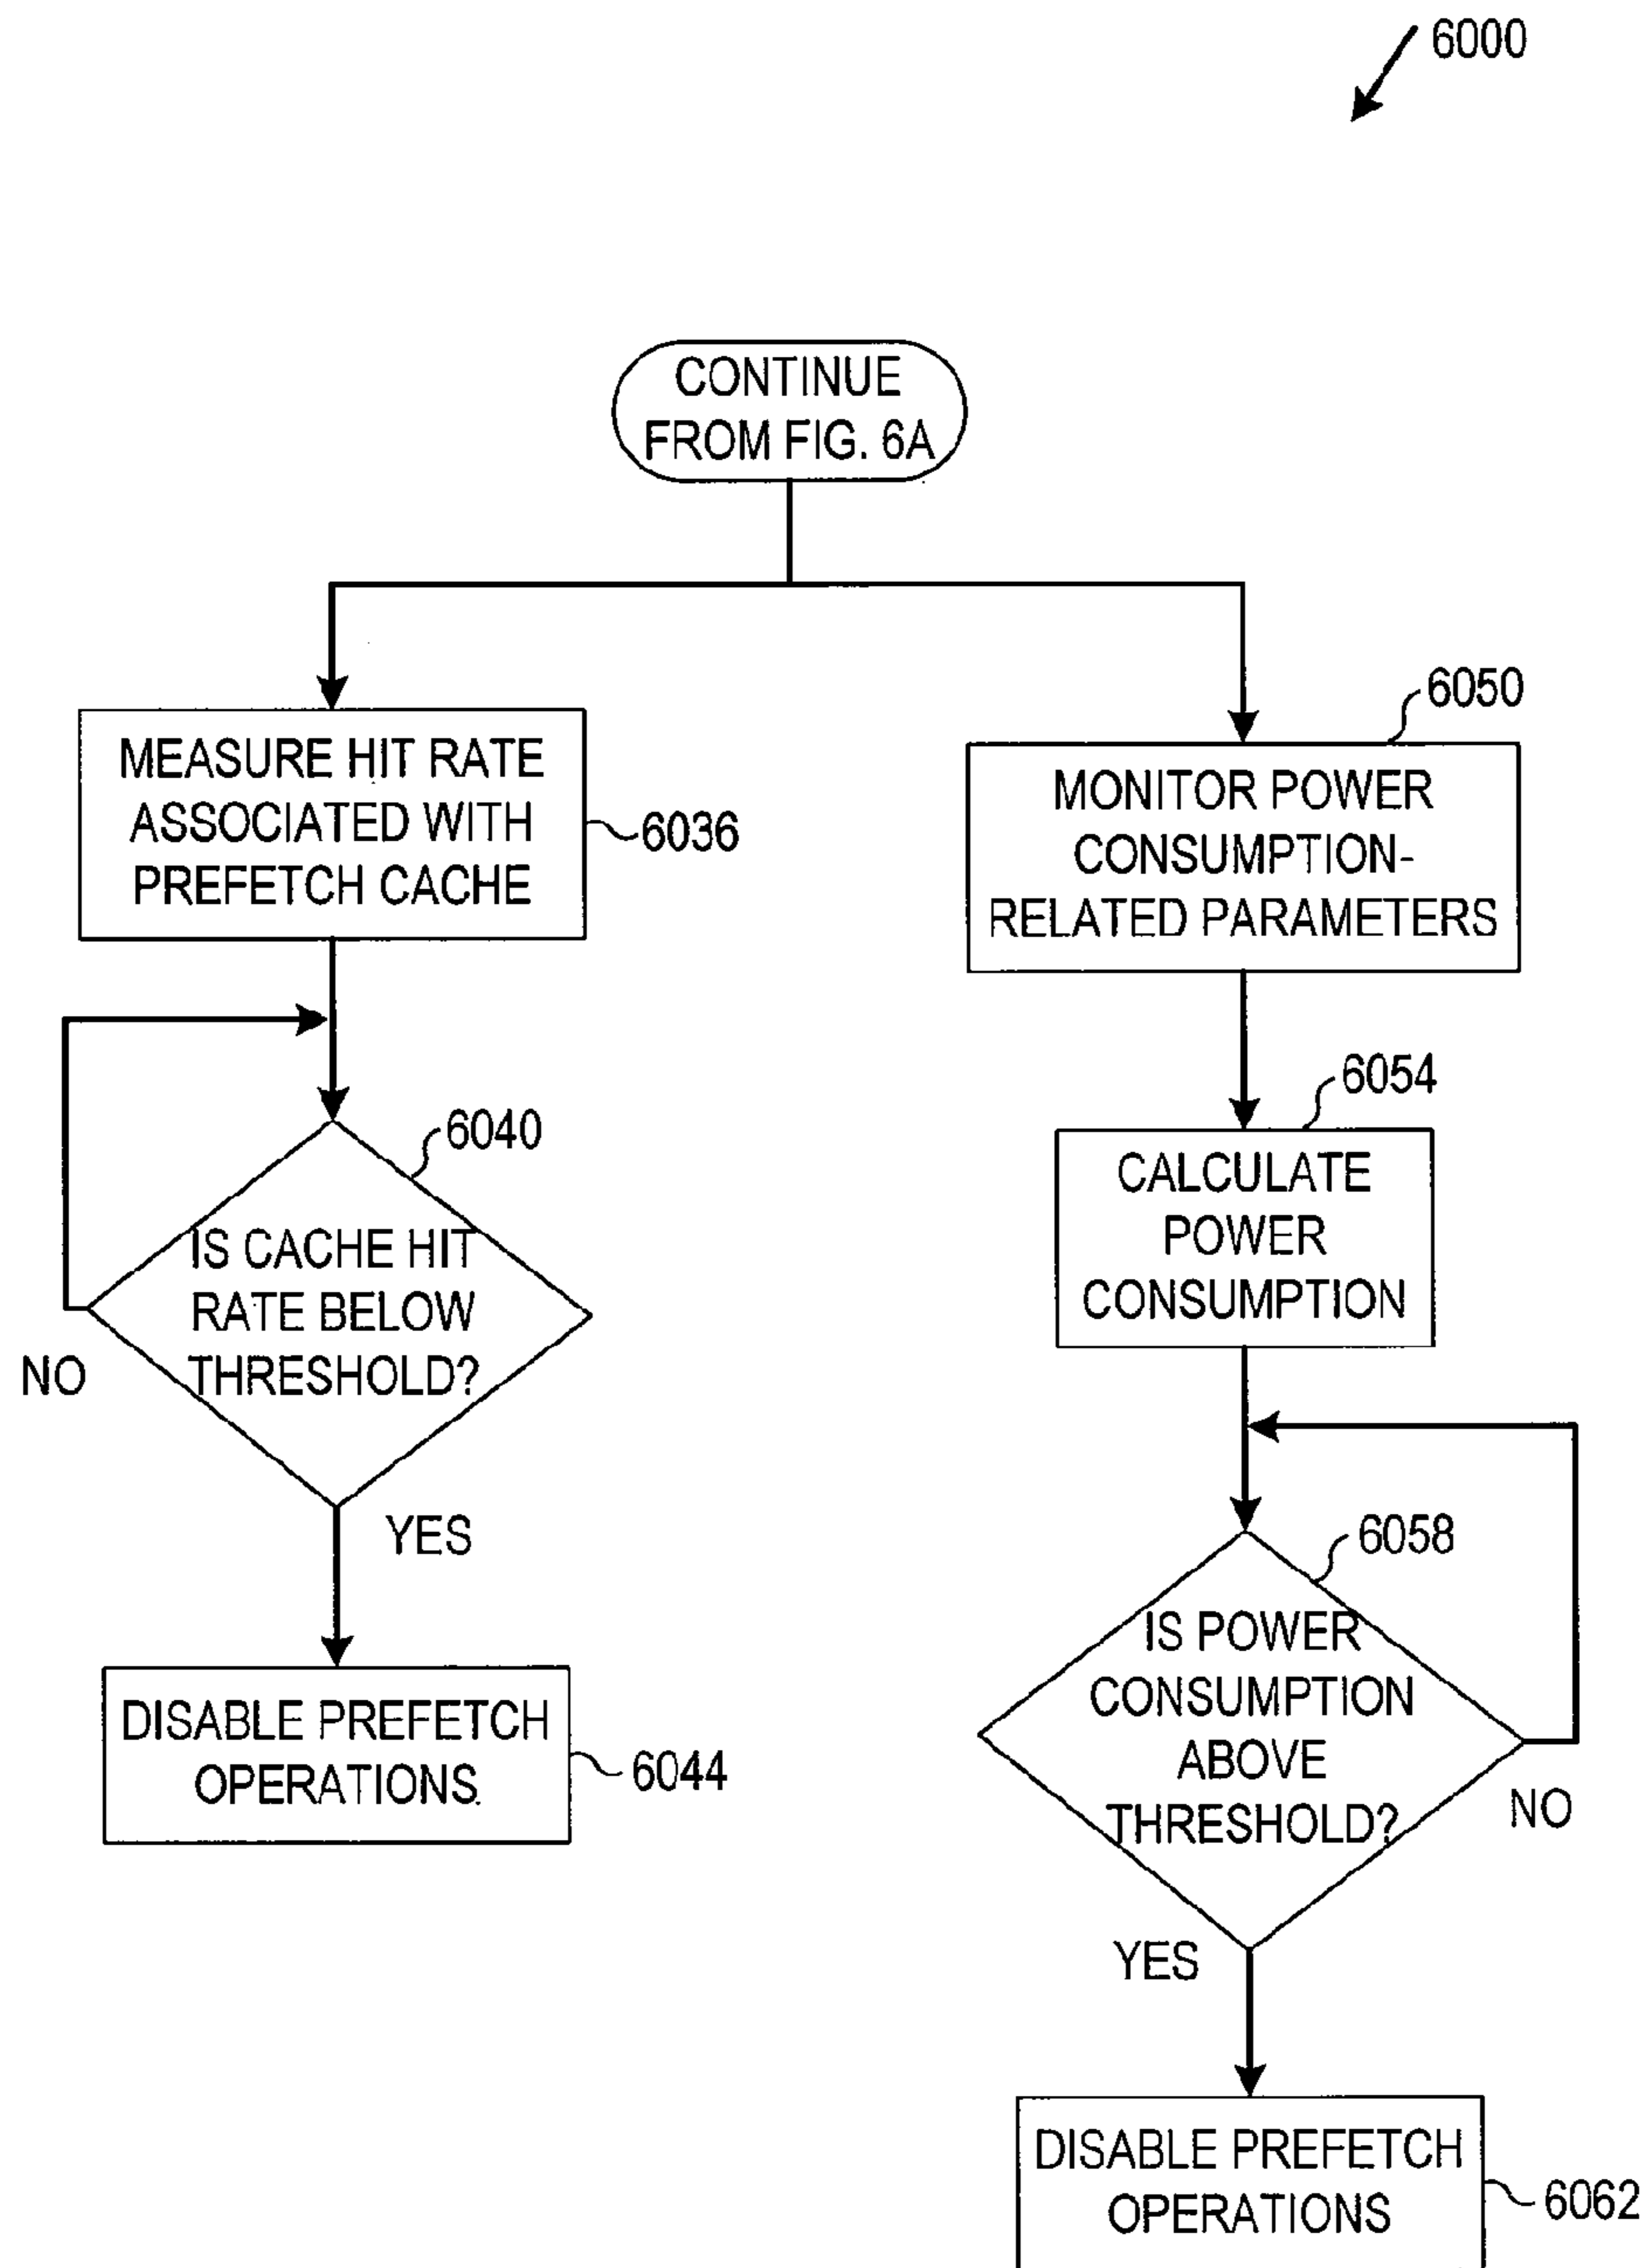 6000
CONTINUE
FROM FIG. 6A
MEASURE HIT RATE
ASSOCIATED WITH
PREFETCH CACHE
6036
6050
MONITOR POWER
CONSUMPTION-
RELATED PARAMETERS
6054
CALCULATE
POWER
CONSUMPTION
6040
IS CACHE HIT
RATE BELOW
THRESHOLD?
NO
YES
DISABLE PREFETCH
OPERATIONS
6044
6058
IS POWER
CONSUMPTION
ABOVE
THRESHOLD?
NO
YES
DISABLE PREFETCH
OPERATIONS
6062